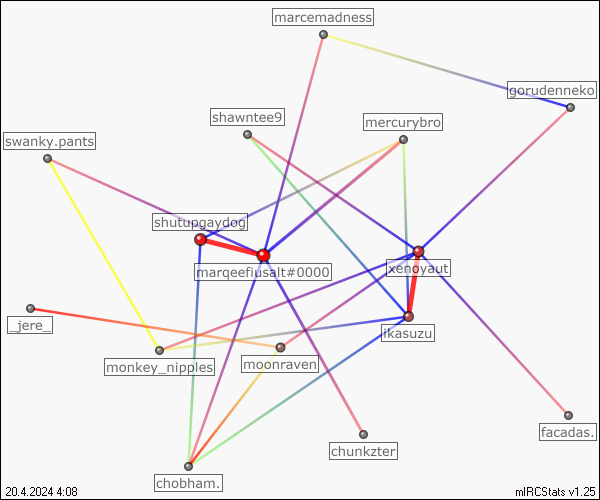 marcemadness
gorudenneko
shawntee9
mercurybro
swanky.pants
shutupgaydog
marqeefiusalt#0000
xenoyaut
_jere_
ikasuzu
monkey_nipples
moonraven
facadas.
chunkzter
chobham.
20.4.2024 4:08
mIRCStats v1.25